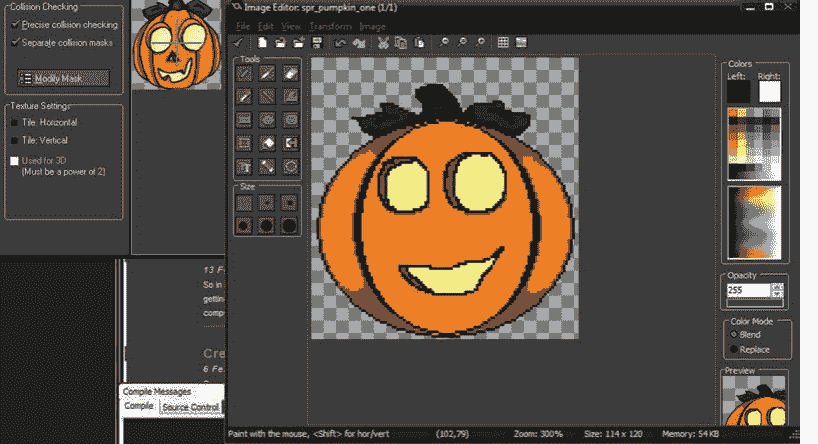 Collision Checking
Precise collision checking
Separate collision masks
Modify Mask
Texture Settings
Tile: Horizontal
Tile: Vertical
Used for 3D
(Must be a power of 2)
13 Fe
So in
gettin
comp
Cre
6 Fe
Compile Messages
Compile
Source Control
Image Editor: spr_pumpkin_one (1/1)
File Edit View Transform Image
Tools
Size
Colors
Left: Right:
Opacity
255
Color Mode
Blend
Replace
Preview
Paint with the mouse, <Shift> for hor/vert (102,79) Zoom: 300% Size: 114 x 120 Memory: 54 KB